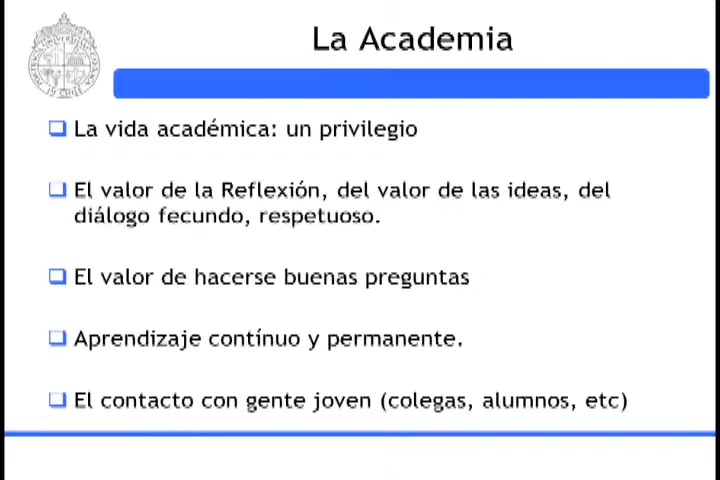 La Academia
La vida académica: un privilegio
El valor de la Reflexión, del valor de las ideas, del
diálogo fecundo, respetuoso.
El valor de hacerse buenas preguntas
Aprendizaje contínuo y permanente.
El contacto con gente joven (colegas, alumnos, etc)